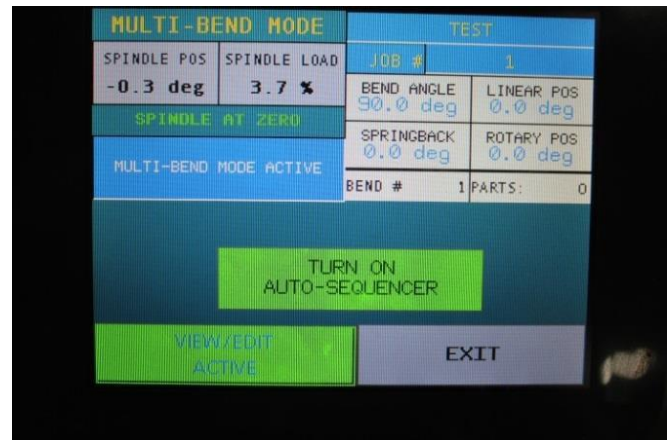 MULTI-BEND MODE
TEST
SPINDLE POS
SPINDLE LOAD
JOB #
1
-0.3 deg
3.7 %
BEND ANGLE
90.0 deg
LINEAR POS
0.0 deg
SPINDLE AT ZERO
SPRINGBACK
0.0 deg
ROTARY POS
0.0 deg
MULTI-BEND MODE ACTIVE
BEND # 1
PARTS: 0
TURN ON
AUTO-SEQUENCER
VIEW/EDIT
ACTIVE
EXIT